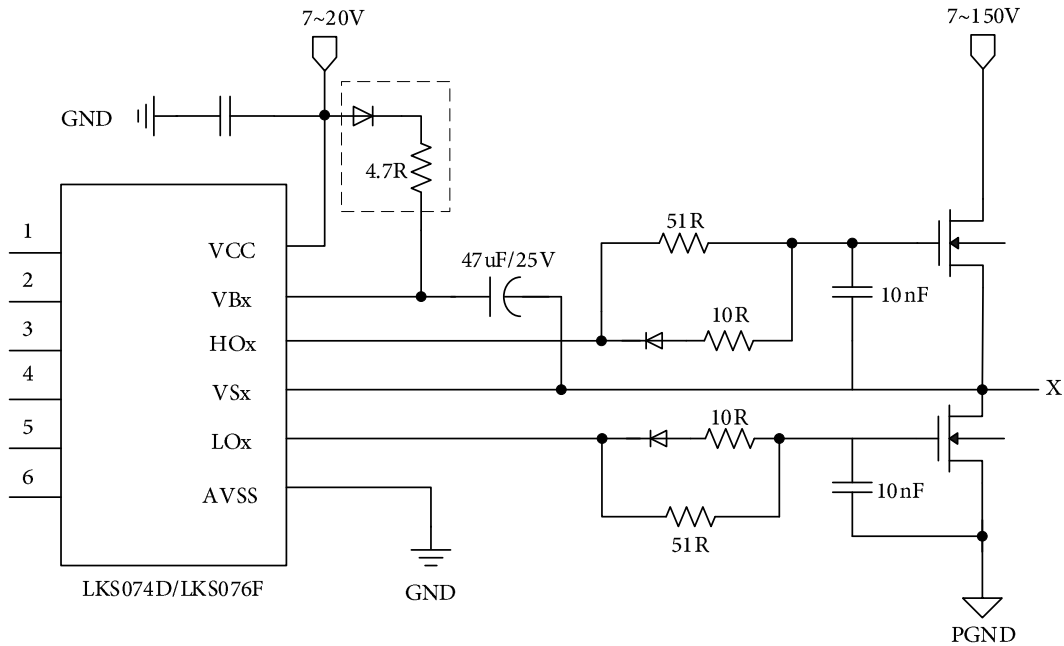 7~20V
7~150V
GND
4.7R
1
2
3
4
5
6
VCC
VBx
HOx
VSx
LOx
AVSS
47uF/25V
51R
10R
10nF
X
10R
51R
10nF
LKS074D/LKS076F
GND
PGND